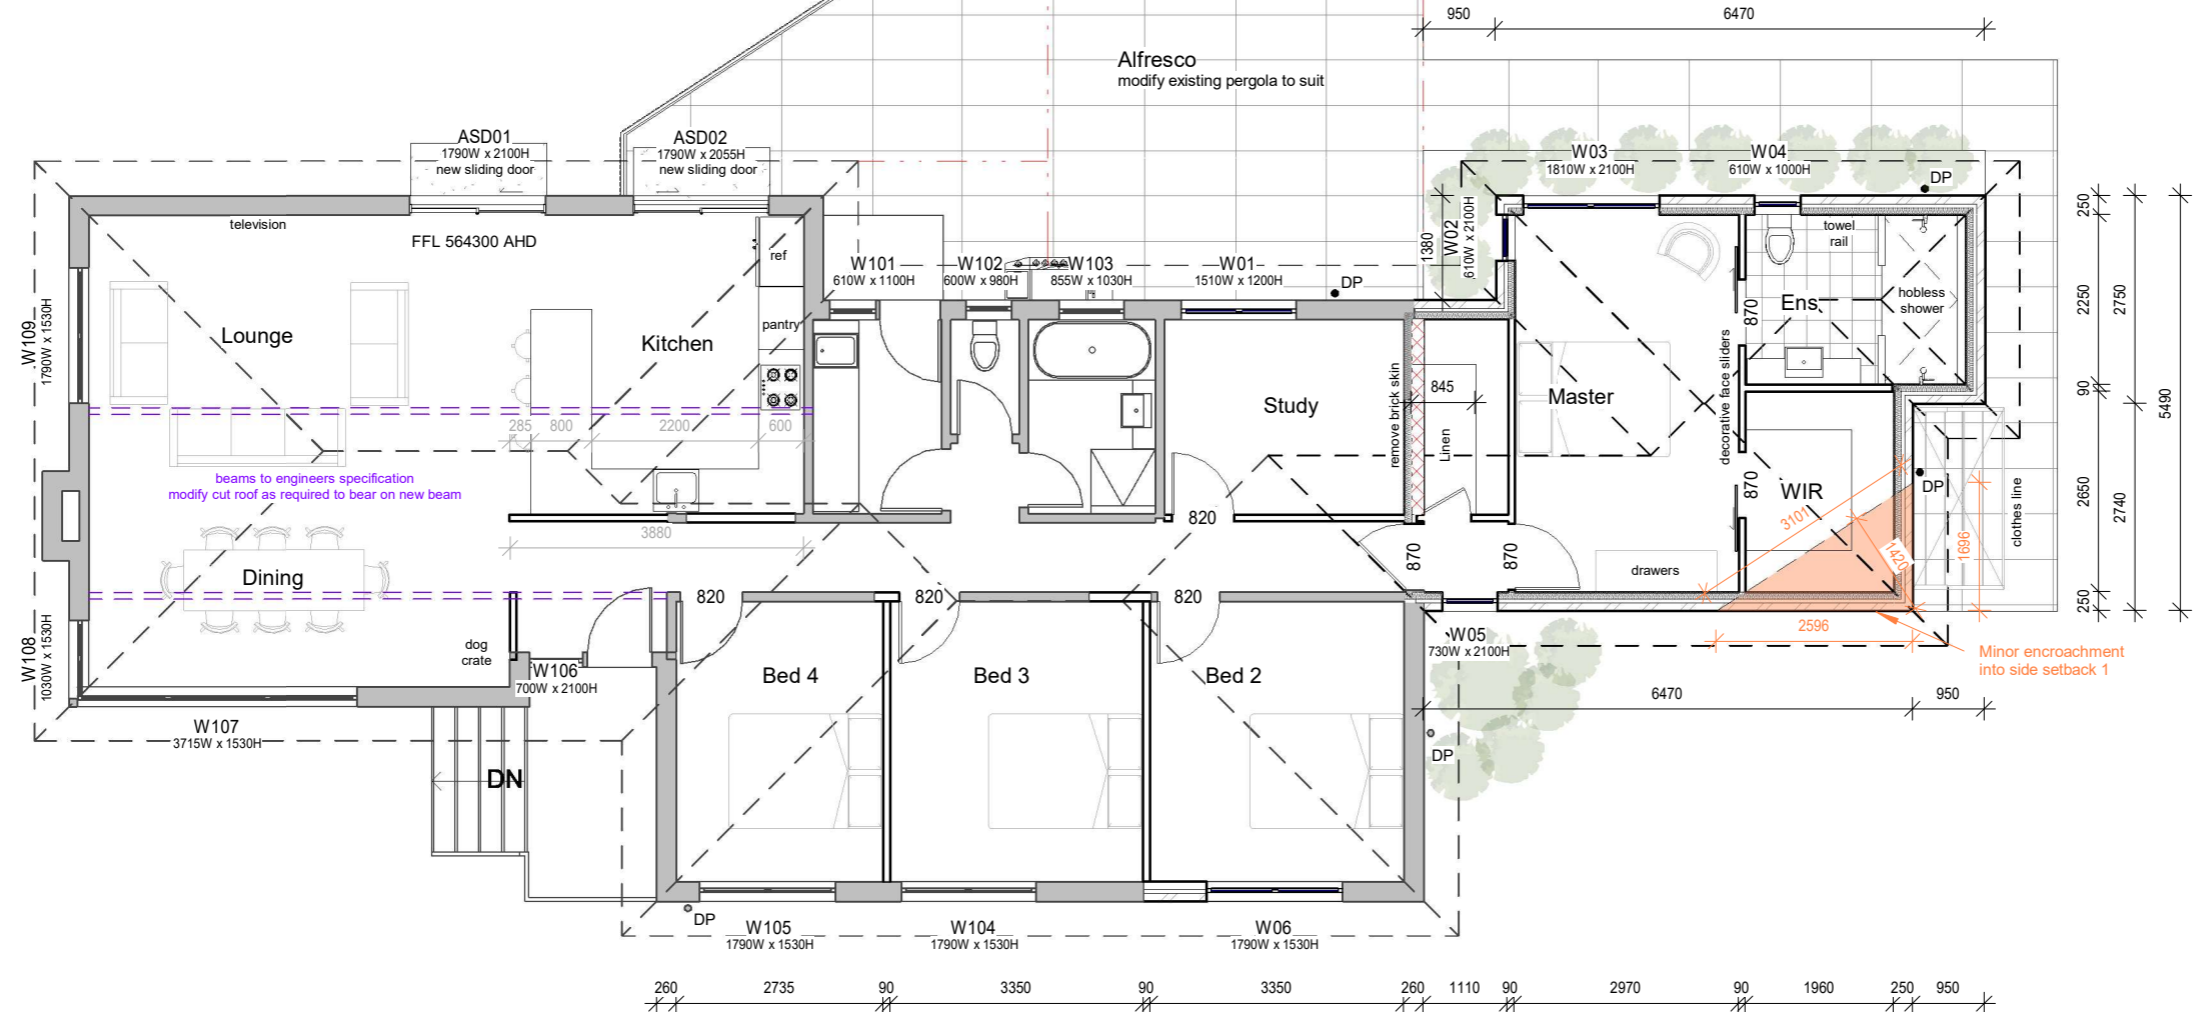 950
6470
Alfresco
modify existing pergola to suit
ASD01
1790W x 2100H
new sliding door
ASD02
1790W x 2055H
new sliding door
W03
1810W x 2100H
W04
610W x 1000H
DP
television
FFL 564300 AHD
ref
W101
610W x 1100H
W102
600W x 980H
W103
855W x 1030H
W01
1510W x 1200H
DP
1380
W02
610W x 2100H
towel
rail
250
2250
2750
90
5490
2650
2740
250
W109
1790W x 1530H
Lounge
Kitchen
pantry
Study
remove brick skin
845
Linen
Master
decorative face sliders
870
Ens
hobless
shower
870
WIR
DP
clothes line
285
800
2200
600
beams to engineers specification
modify cut roof as required to bear on new beam
3880
820
3101
1420
1696
Dining
870
870
drawers
820
820
820
2596
W108
1030W x 1530H
dog
crate
W106
700W x 2100H
Bed 4
Bed 3
Bed 2
W05
730W x 2100H
Minor encroachment
into side setback 1
6470
950
W107
3715W x 1530H
DN
DP
DP
W105
1790W x 1530H
W104
1790W x 1530H
W06
1790W x 1530H
260
2735
90
3350
90
3350
260
1110
90
2970
90
1960
250
950